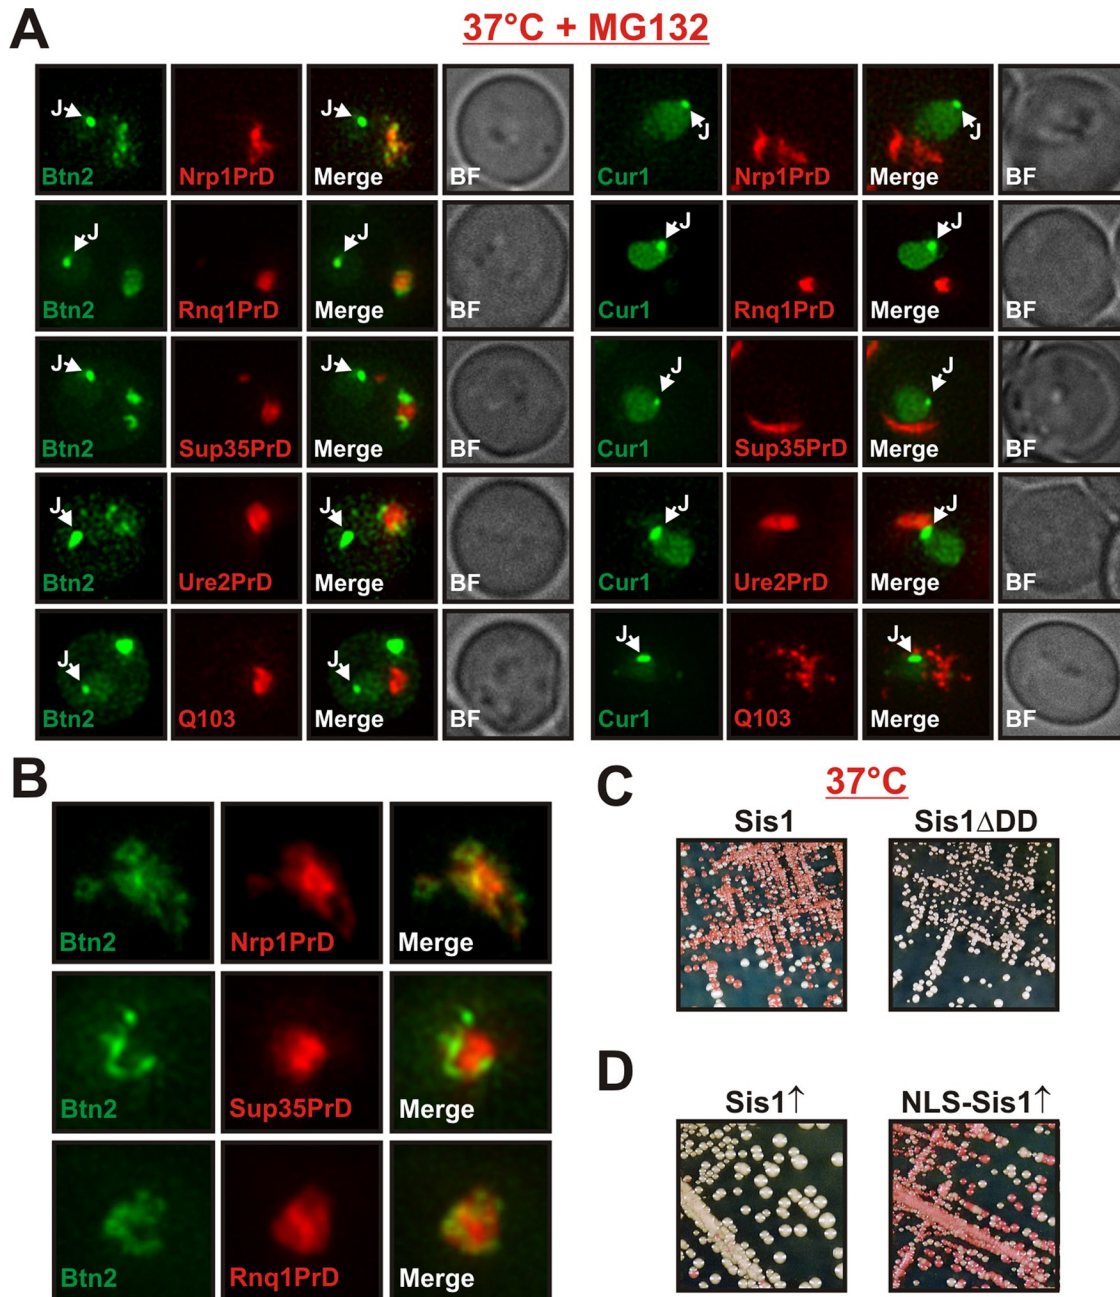 A
37°C + MG132
J Btn2 Nrp1PrD J Merge BF J Cur1 Nrp1PrD J Merge BF
J Btn2 Rnq1PrD J Merge BF J Cur1 Rnq1PrD J Merge BF
J Btn2 Sup35PrD J Merge BF J Cur1 Sup35PrD J Merge BF
J Btn2 Ure2PrD J Merge BF J Cur1 Ure2PrD J Merge BF
J Btn2 Q103 J Merge BF J Cur1 Q103 J Merge BF
B
Btn2 Nrp1PrD Merge
Btn2 Sup35PrD Merge
Btn2 Rnq1PrD Merge
C
37°C
Sis1 Sis1ΔDD
D
Sis1↑ NLS-Sis1↑